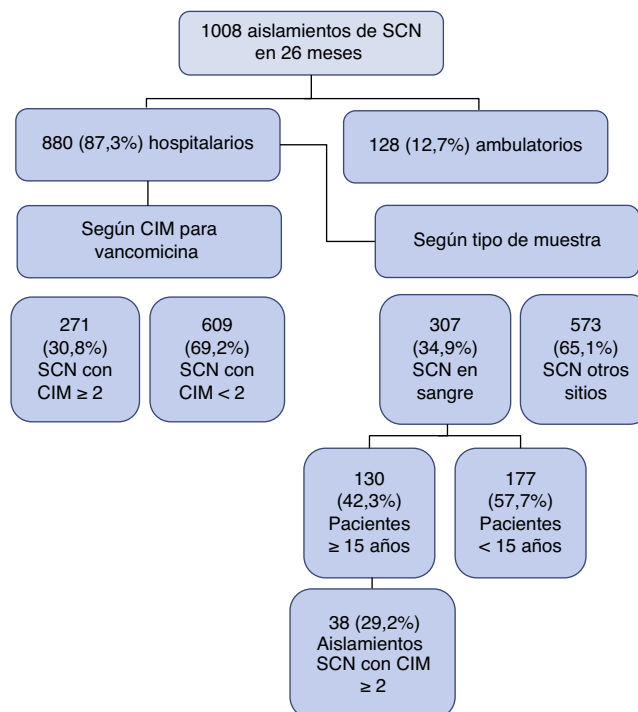 1008 aislamientos de SCN
en 26 meses
880 (87,3%) hospitalarios
128 (12,7%) ambulatorios
Según CIM para
vancomicina
Según tipo de muestra
271
(30,8%)
SCN con
CIM ≥ 2
609
(69,2%)
SCN con
CIM < 2
307
(34,9%)
SCN en
sangre
573
(65,1%)
SCN otros
sitios
130
(42,3%)
Pacientes
≥ 15 años
177
(57,7%)
Pacientes
< 15 años
38 (29,2%)
Aislamientos
SCN con CIM
≥ 2